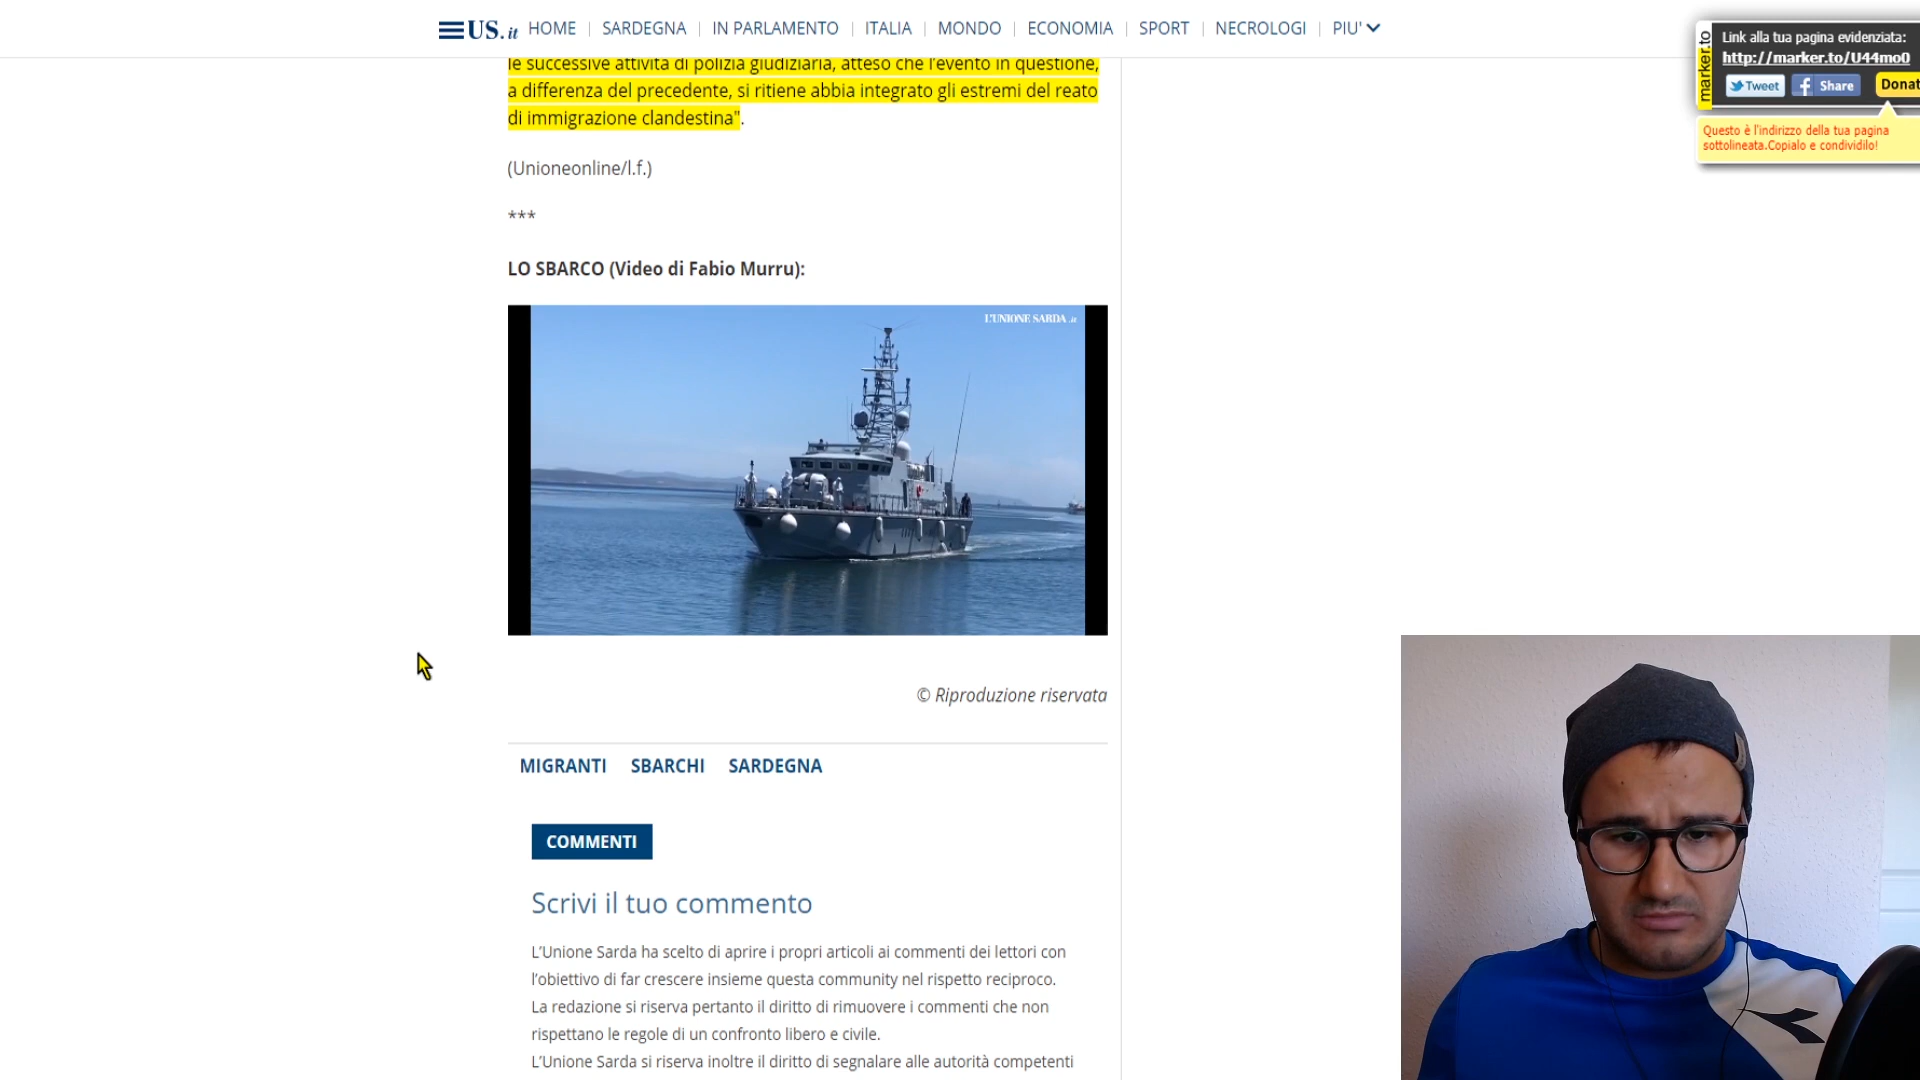 US.it HOME SARDEGNA IN PARLAMENTO ITALIA MONDO ECONOMIA SPORT NECROLOGI PIU'
le successive attività di polizia giudiziaria, atteso che l'evento in questione,
a differenza del precedente, si ritiene abbia integrato gli estremi del reato
di immigrazione clandestina".
(Unioneonline/l.f.)
***
LO SBARCO (Video di Fabio Murru):
L'UNIONE SARDA.it
© Riproduzione riservata
MIGRANTI SBARCHI SARDEGNA
COMMENTI
Scrivi il tuo commento
L'Unione Sarda ha scelto di aprire i propri articoli ai commenti dei lettori con
l'obiettivo di far crescere insieme questa community nel rispetto reciproco.
La redazione si riserva pertanto il diritto di rimuovere i commenti che non
rispettano le regole di un confronto libero e civile.
L'Unione Sarda si riserva inoltre il diritto di segnalare alle autorità competenti
marker.to
Link alla tua pagina evidenziata:
http://marker.to/U44mo0
Tweet Share Donat
Questo è l'indirizzo della tua pagina
sottolineata.Copialo e condividilo!